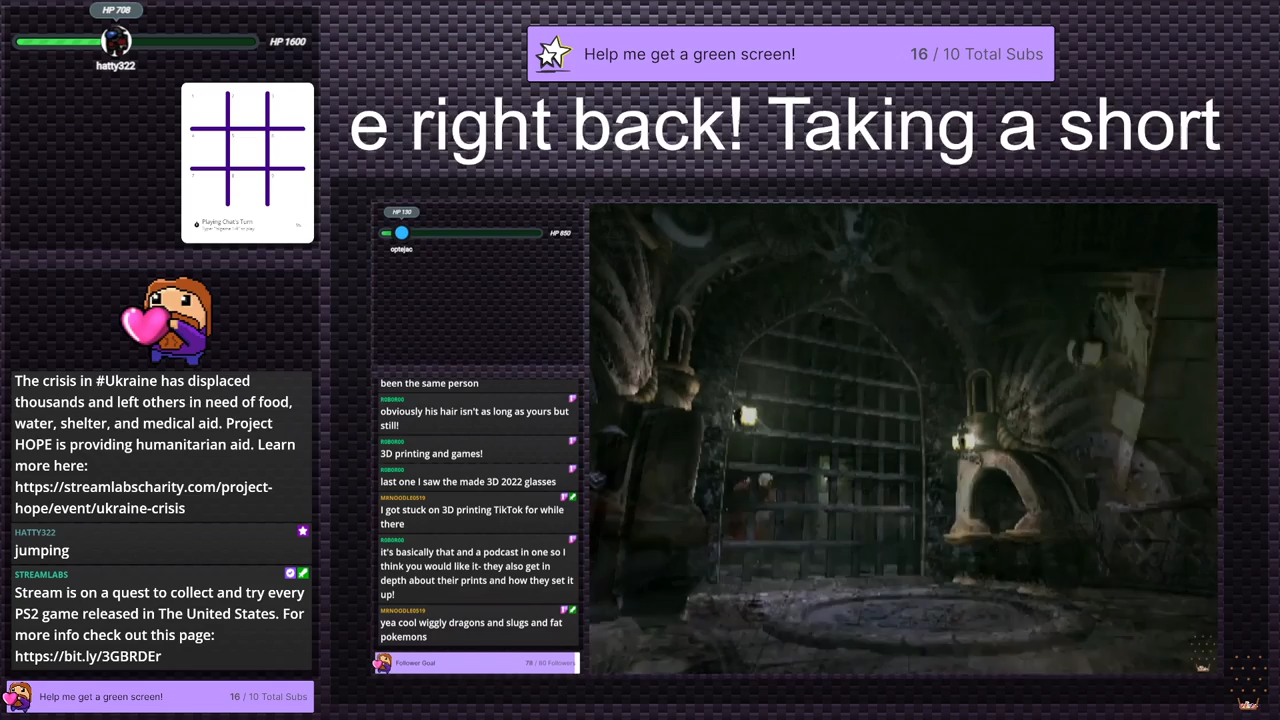 HP 708
HP 1600
hatty322
Help me get a green screen!
16 / 10 Total Subs
e right back! Taking a short
Playing Chat's Turn
The crisis in #Ukraine has displaced
thousands and left others in need of food,
water, shelter, and medical aid. Project
HOPE is providing humanitarian aid. Learn
more here:
https://streamlabscharity.com/project-
hope/event/ukraine-crisis
HATTY322
jumping
STREAMLABS
Stream is on a quest to collect and try every
PS2 game released in The United States. For
more info check out this page:
https://bit.ly/3GBRDEr
Help me get a green screen!
16 / 10 Total Subs
HP 130
HP 850
optejac
been the same person
R0B0R00
obviously his hair isn't as long as yours but
still!
R0B0R00
3D printing and games!
R0B0R00
last one I saw the made 3D 2022 glasses
MRNOODLE0519
I got stuck on 3D printing TikTok for while
there
R0B0R00
it's basically that and a podcast in one so I
think you would like it- they also get in
depth about their prints and how they set it
up!
MRNOODLE0519
yea cool wiggly dragons and slugs and fat
pokemons
Follower Goal
78 / 90 Followers